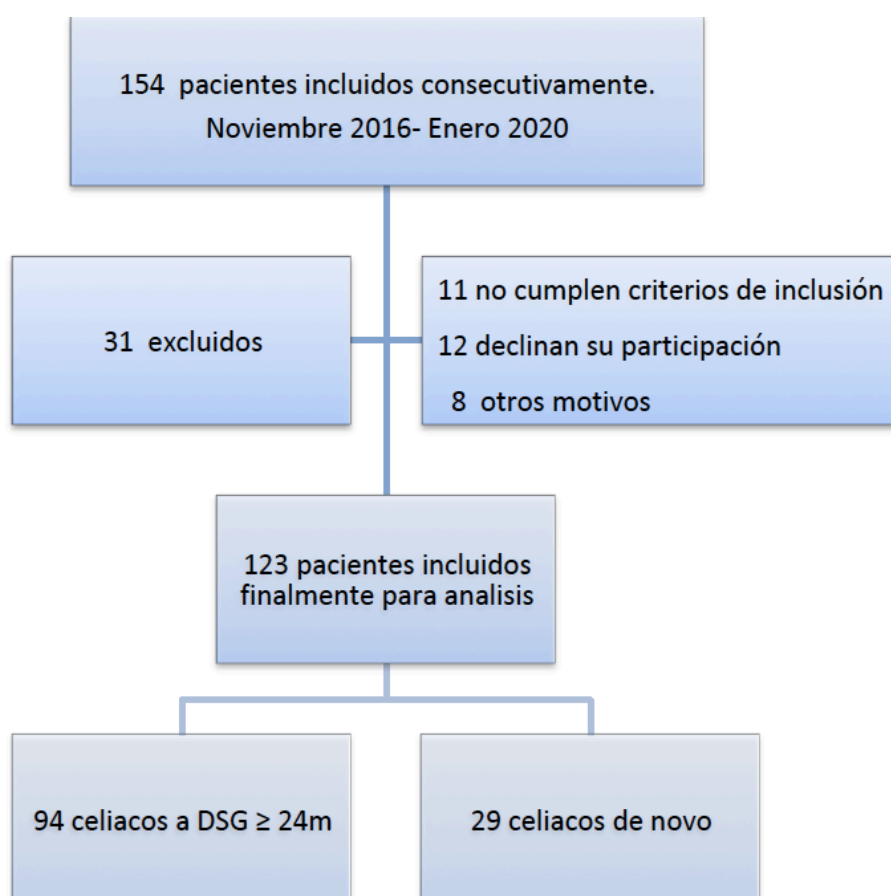 154 pacientes incluidos consecutivamente.
Noviembre 2016- Enero 2020
31 excluidos
11 no cumplen criterios de inclusión
12 declinan su participación
8 otros motivos
123 pacientes incluidos
finalmente para analisis
94 celiacos a DSG ≥ 24m
29 celiacos de novo